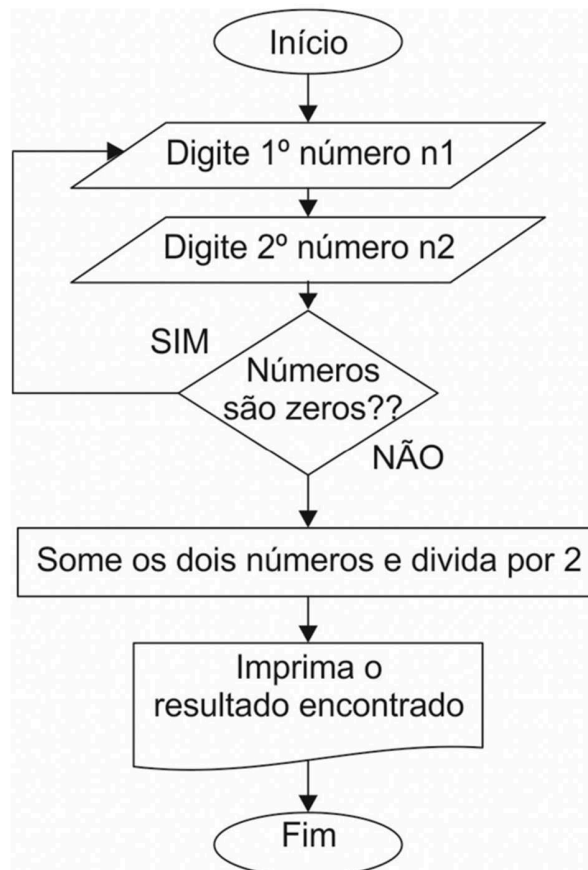 Início
Digite 1º número n1
Digite 2º número n2
SIM
Números
são zeros??
NÃO
Some os dois números e divida por 2
Imprima o
resultado encontrado
Fim